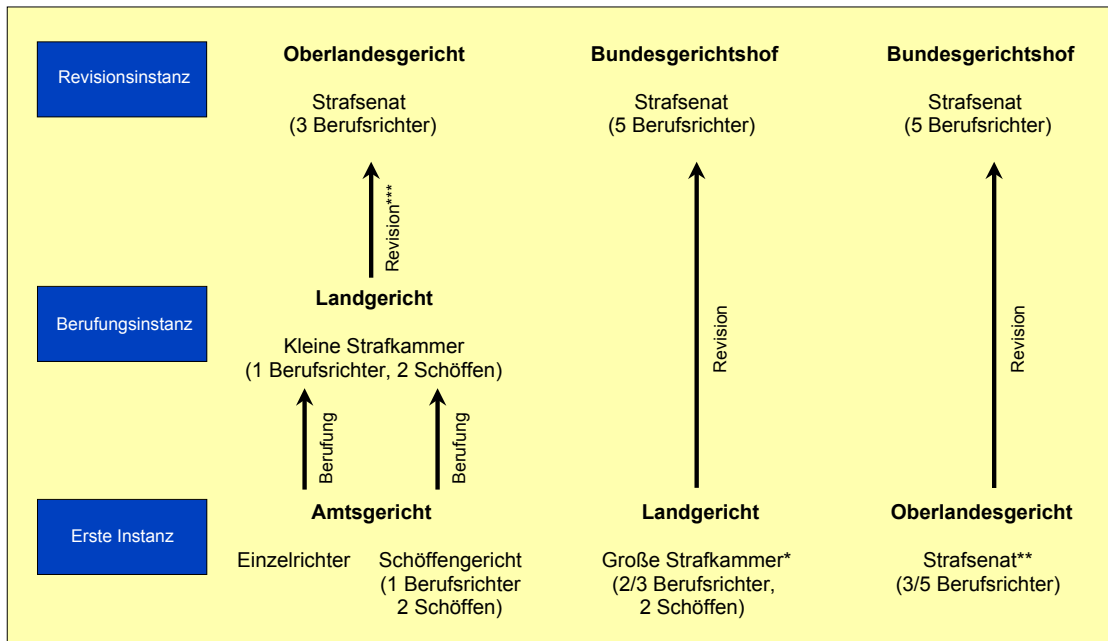 Revisionsinstanz
Oberlandesgericht
Strafsenat
(3 Berufsrichter)
Bundesgerichtshof
Strafsenat
(5 Berufsrichter)
Bundesgerichtshof
Strafsenat
(5 Berufsrichter)
Revision***
Revision
Revision
Berufungsinstanz
Landgericht
Kleine Strafkammer
(1 Berufsrichter, 2 Schöffen)
Berufung
Berufung
Erste Instanz
Amtsgericht
Einzelrichter
Schöffengericht
(1 Berufsrichter
2 Schöffen)
Landgericht
Große Strafkammer*
(2/3 Berufsrichter,
2 Schöffen)
Oberlandesgericht
Strafsenat**
(3/5 Berufsrichter)